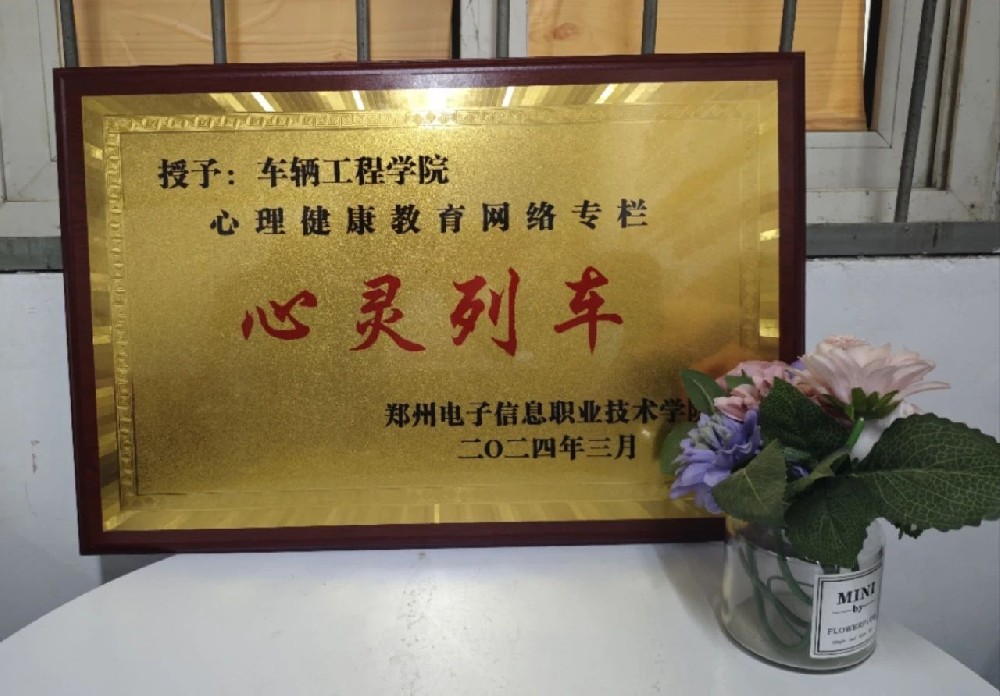 授予：车辆工程学院
心理健康教育网络专栏
心灵列车
郑州电子信息职业技术学院
二〇二四年三月
MINI
by